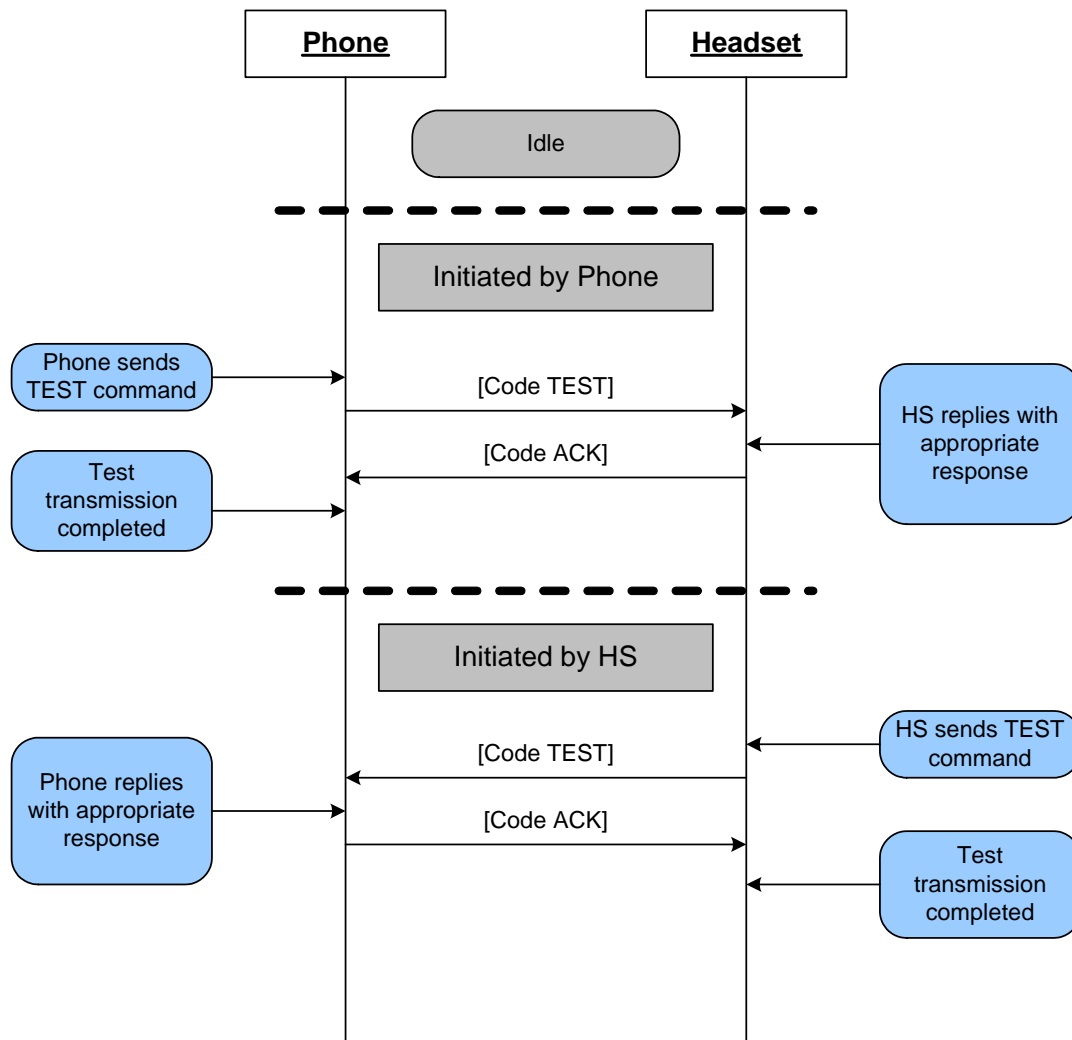 Phone
Headset
Idle
Initiated by Phone
Phone sends
TEST command
[Code TEST]
HS replies with
appropriate
response
[Code ACK]
Test
transmission
completed
Initiated by HS
HS sends TEST
command
[Code TEST]
Phone replies
with appropriate
response
[Code ACK]
Test
transmission
completed